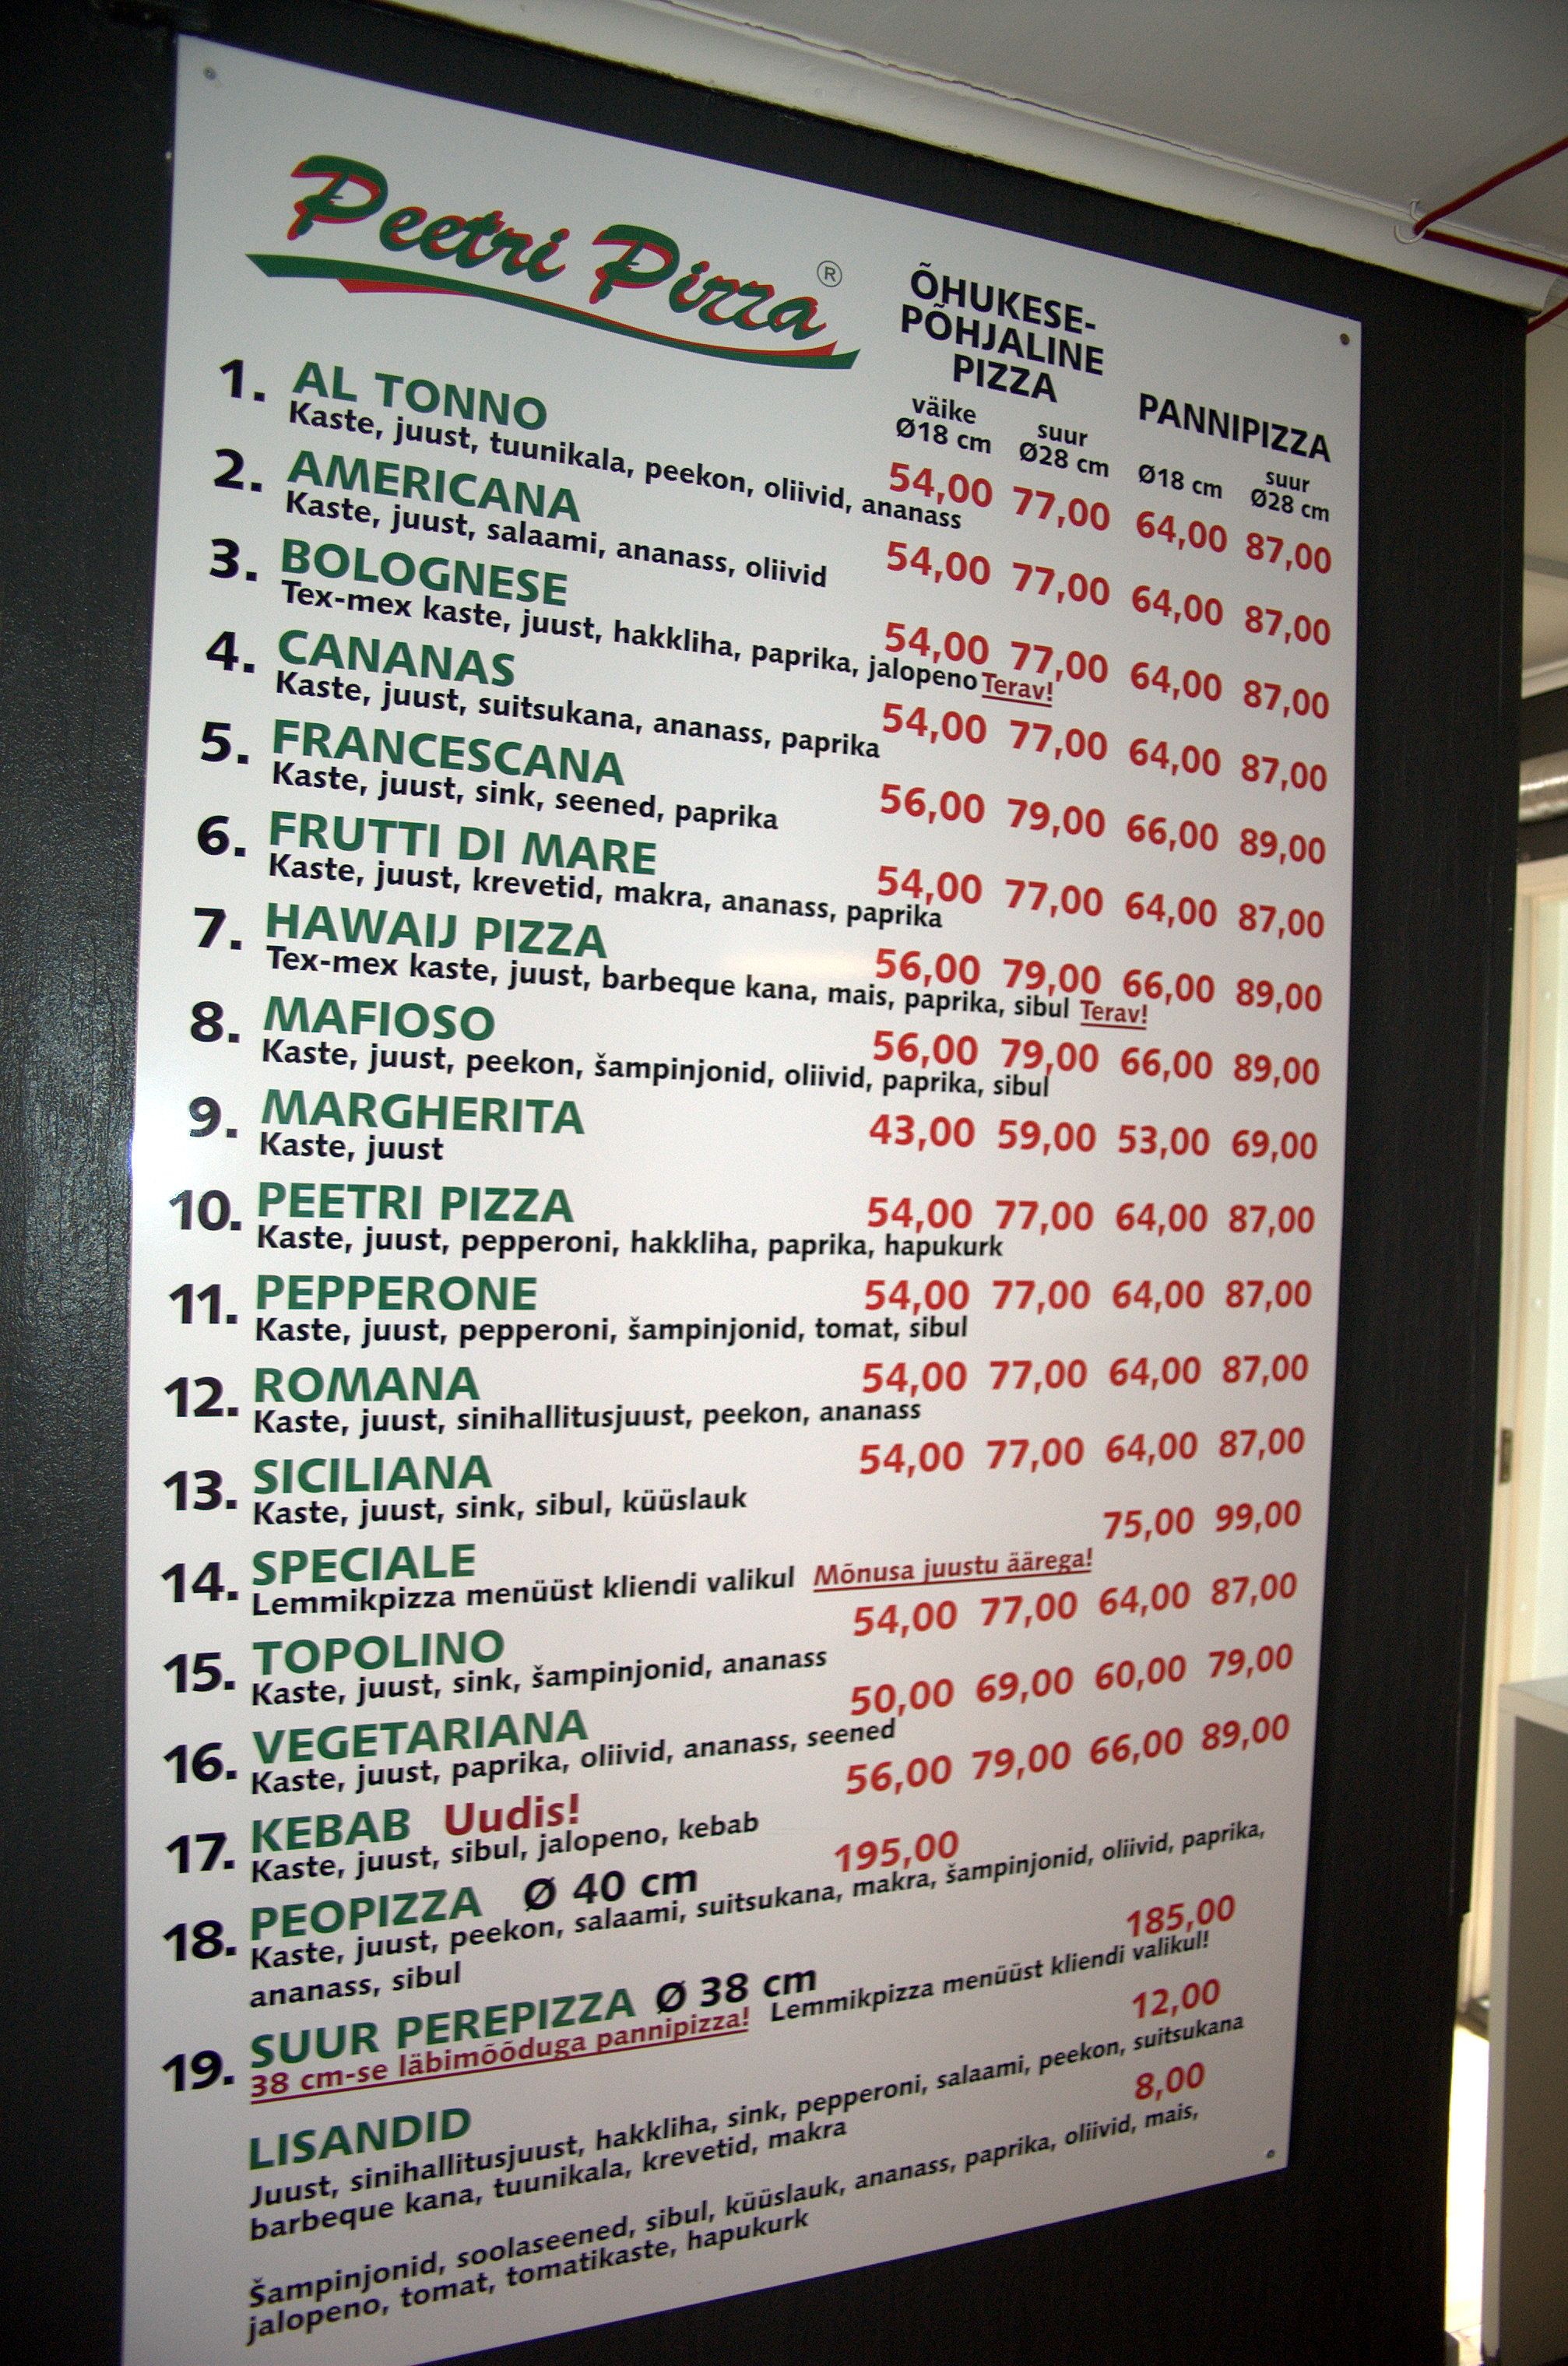 Peetri Pizza ®
ÕHUKESE-
PÕHJALINE
PIZZA
PANNIPIZZA
väike suur suur
Ø18 cm Ø28 cm Ø18 cm Ø28 cm
1. AL TONNO 54,00 77,00 64,00 87,00
Kaste, juust, tuunikala, peekon, oliivid, ananass
2. AMERICANA 54,00 77,00 64,00 87,00
Kaste, juust, salaami, ananass, oliivid
3. BOLOGNESE 54,00 77,00 64,00 87,00
Tex-mex kaste, juust, hakkliha, paprika, jalopeno Terav!
4. CANANAS 54,00 77,00 64,00 87,00
Kaste, juust, suitsukana, ananass, paprika
5. FRANCESCANA 56,00 79,00 66,00 89,00
Kaste, juust, sink, seened, paprika
6. FRUTTI DI MARE 54,00 77,00 64,00 87,00
Kaste, juust, krevetid, makra, ananass, paprika
7. HAWAIJ PIZZA 56,00 79,00 66,00 89,00
Tex-mex kaste, juust, barbeque kana, mais, paprika, sibul Terav!
8. MAFIOSO 56,00 79,00 66,00 89,00
Kaste, juust, peekon, šampinjonid, oliivid, paprika, sibul
9. MARGHERITA 43,00 59,00 53,00 69,00
Kaste, juust
10. PEETRI PIZZA 54,00 77,00 64,00 87,00
Kaste, juust, pepperoni, hakkliha, paprika, hapukurk
11. PEPPERONE 54,00 77,00 64,00 87,00
Kaste, juust, pepperoni, šampinjonid, tomat, sibul
12. ROMANA 54,00 77,00 64,00 87,00
Kaste, juust, sinihallitusjuust, peekon, ananass
13. SICILIANA 54,00 77,00 64,00 87,00
Kaste, juust, sink, sibul, küüslauk
14. SPECIALE 75,00 99,00
Lemmikpizza menüüst kliendi valikul Mõnusa juustu äärega!
15. TOPOLINO 54,00 77,00 64,00 87,00
Kaste, juust, sink, šampinjonid, ananass
16. VEGETARIANA 50,00 69,00 60,00 79,00
Kaste, juust, paprika, oliivid, ananass, seened
17. KEBAB Uudis! 56,00 79,00 66,00 89,00
Kaste, juust, sibul, jalopeno, kebab
18. PEOPIZZA Ø 40 cm 195,00
Kaste, juust, peekon, salaami, suitsukana, makra, šampinjonid, oliivid, paprika,
ananass, sibul
19. SUUR PEREPIZZA Ø 38 cm 185,00
38 cm-se läbimõõduga pannipizza! Lemmikpizza menüüst kliendi valikul!
LISANDID 12,00
Juust, sinihallitusjuust, hakkliha, sink, pepperoni, salaami, peekon, suitsukana
barbeque kana, tuunikala, krevetid, makra
8,00
Šampinjonid, soolaseened, sibul, küüslauk, ananass, paprika, oliivid, mais,
jalopeno, tomat, tomatikaste, hapukurk